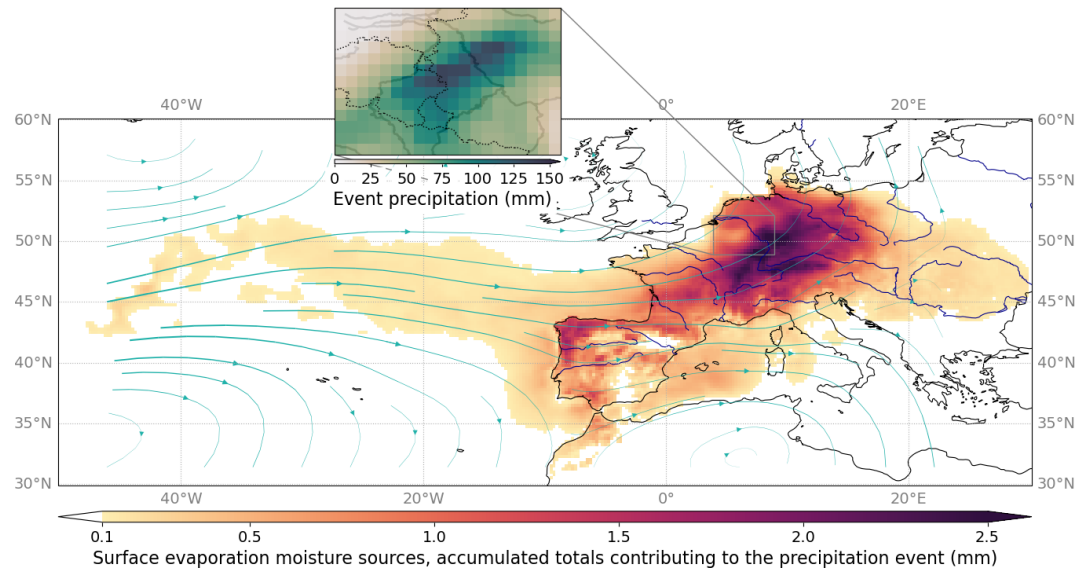 40°W 0° 20°E
60°N 60°N
55°N 55°N
50°N 50°N
45°N 45°N
40°N 40°N
35°N 35°N
30°N 30°N
40°W 20°W 0° 20°E
0 25 50 75 100 125 150
Event precipitation (mm)
0.1 0.5 1.0 1.5 2.0 2.5
Surface evaporation moisture sources, accumulated totals contributing to the precipitation event (mm)